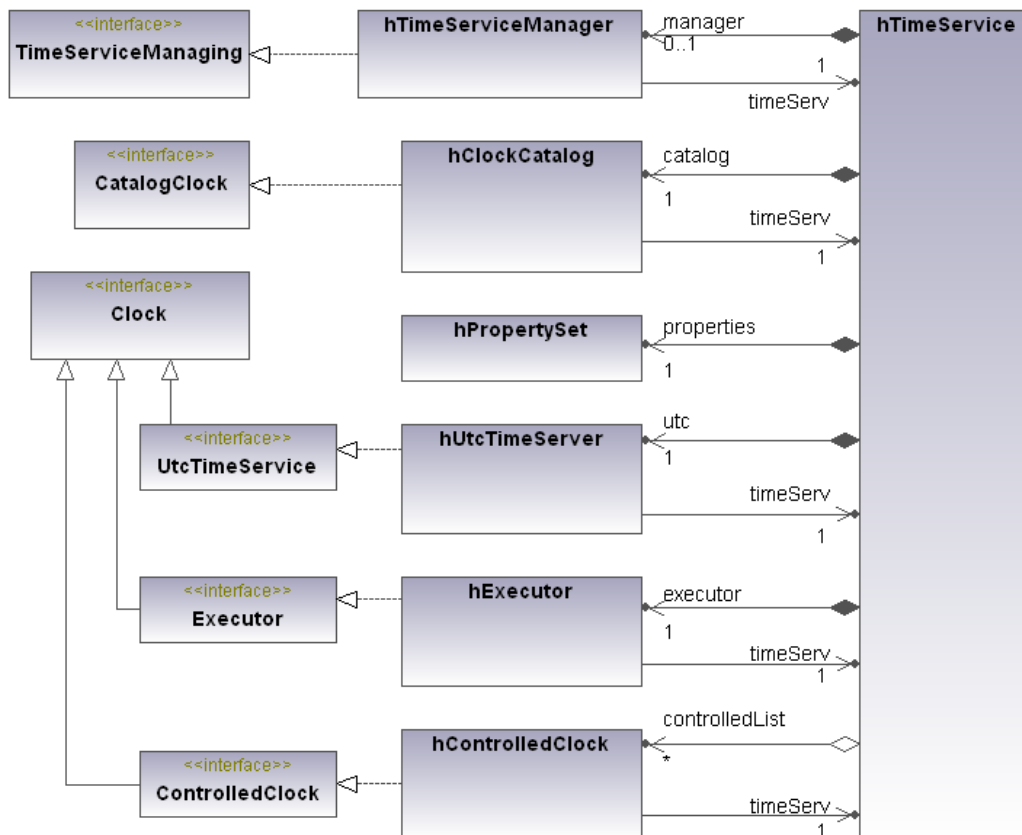 <<interface>>
TimeServiceManaging
hTimeServiceManager
manager
0..1
1
timeServ
hTimeService
<<interface>>
CatalogClock
hClockCatalog
catalog
1
timeServ
1
<<interface>>
Clock
hPropertySet
properties
1
<<interface>>
UtcTimeService
hUtcTimeServer
utc
1
timeServ
1
<<interface>>
Executor
hExecutor
executor
1
timeServ
1
<<interface>>
ControlledClock
hControlledClock
controlledList
*
timeServ
1